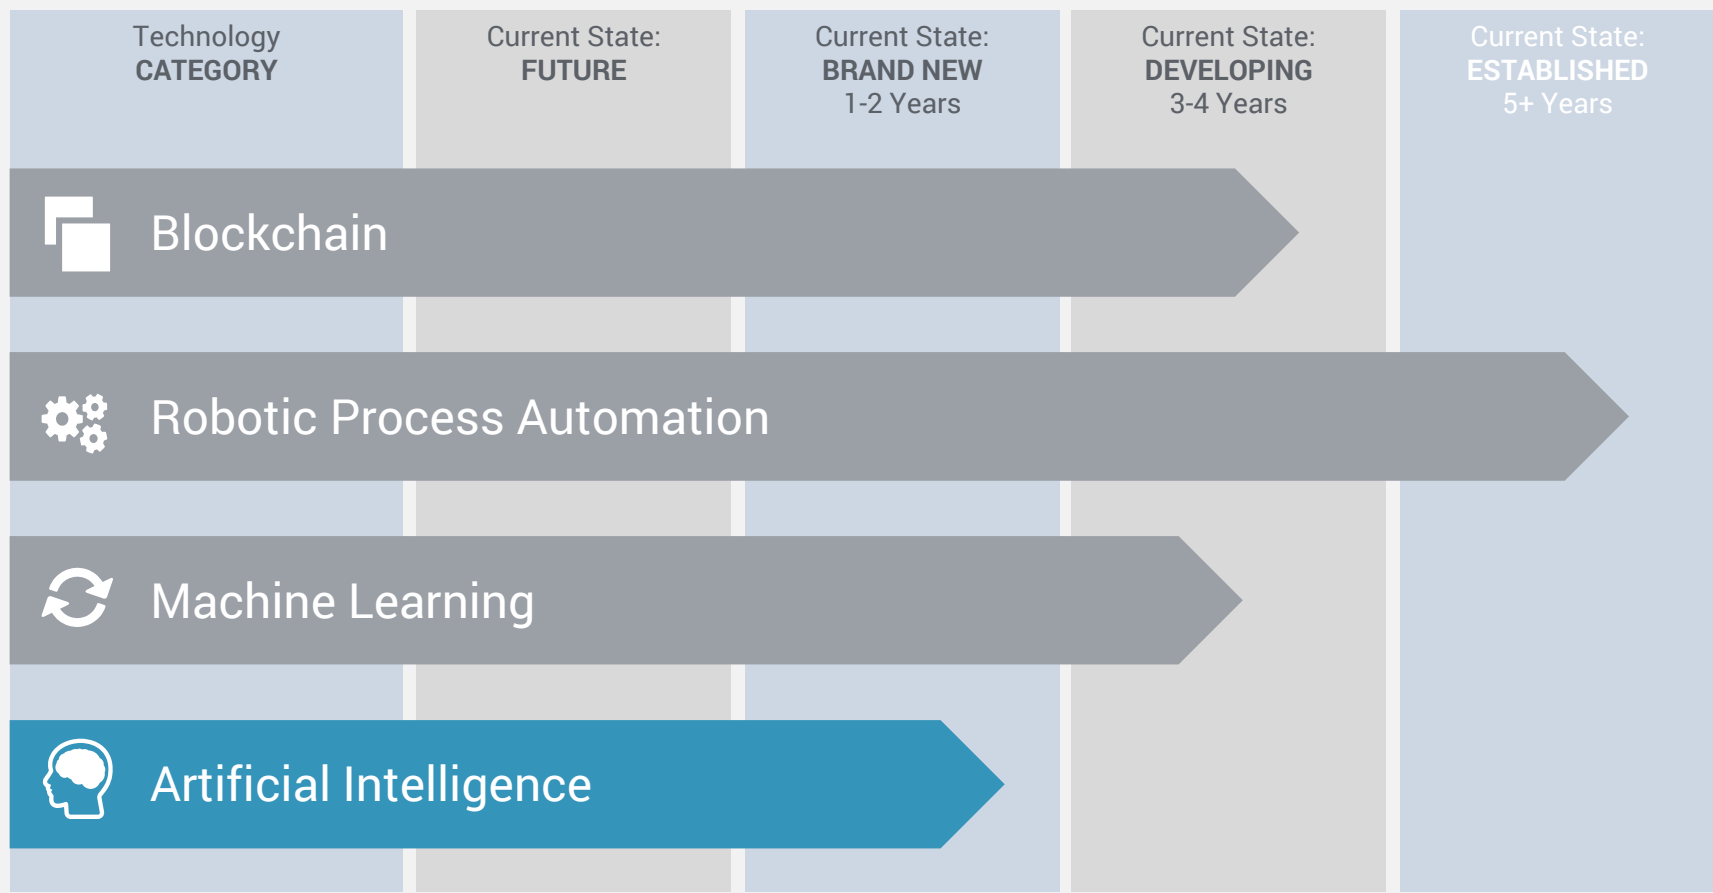 Technology
CATEGORY
Current State:
FUTURE
Current State:
BRAND NEW
1-2 Years
Current State:
DEVELOPING
3-4 Years
Current State:
ESTABLISHED
5+ Years
Blockchain
Robotic Process Automation
Machine Learning
Artificial Intelligence